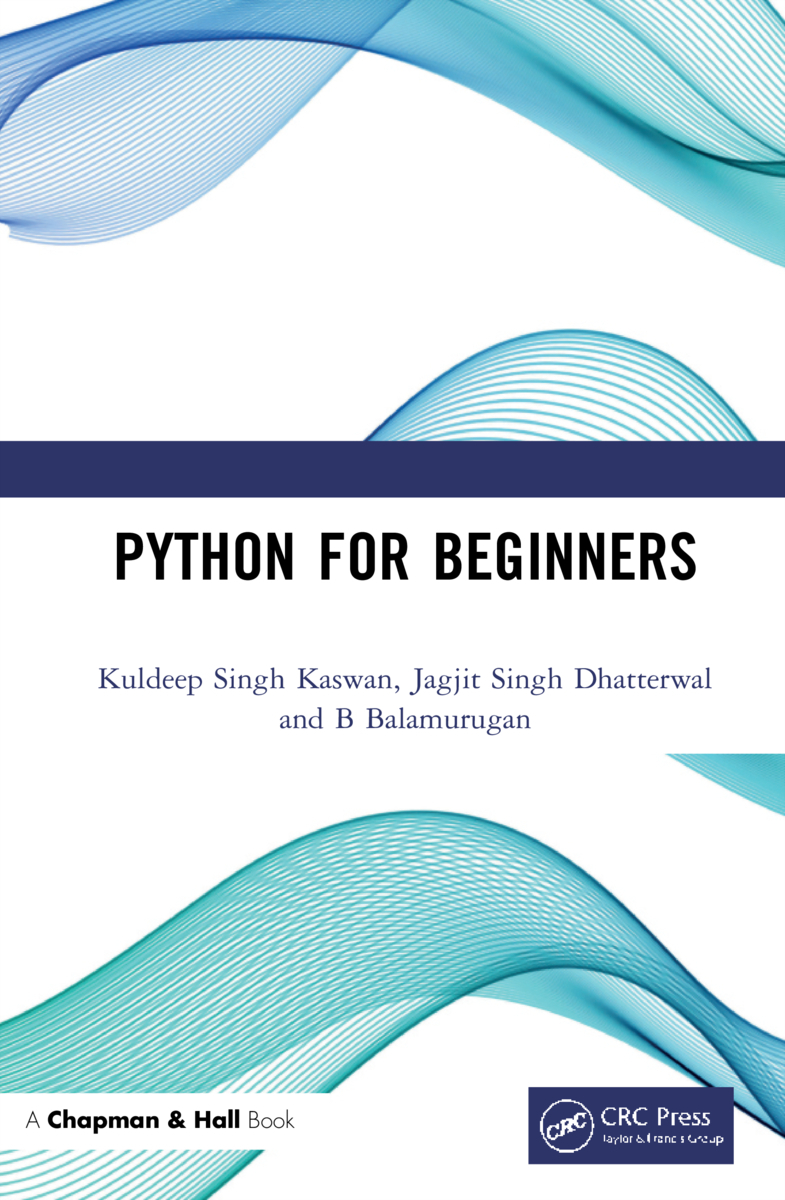 PYTHON FOR BEGINNERS
Kuldeep Singh Kaswan, Jagjit Singh Dhatterwal
and B Balamurugan
A Chapman & Hall Book
CRC
CRC Press
Taylor & Francis Group